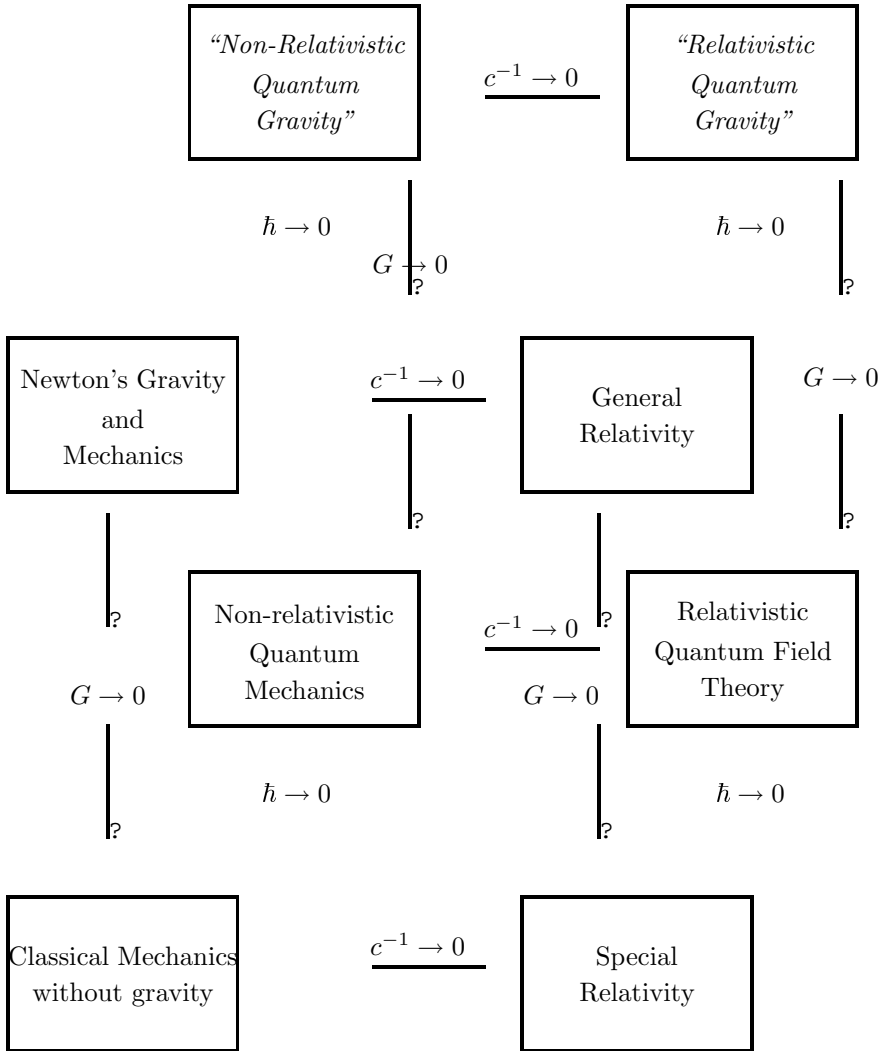 “Non-Relativistic
Quantum
Gravity”
c⁻¹ → 0
“Relativistic
Quantum
Gravity”
ħ → 0
ħ → 0
G → 0
?
?
Newton's Gravity
and
Mechanics
c⁻¹ → 0
General
Relativity
G → 0
?
?
?
?
Non-relativistic
Quantum
Mechanics
c⁻¹ → 0
Relativistic
Quantum Field
Theory
G → 0
G → 0
ħ → 0
ħ → 0
?
?
Classical Mechanics
without gravity
c⁻¹ → 0
Special
Relativity